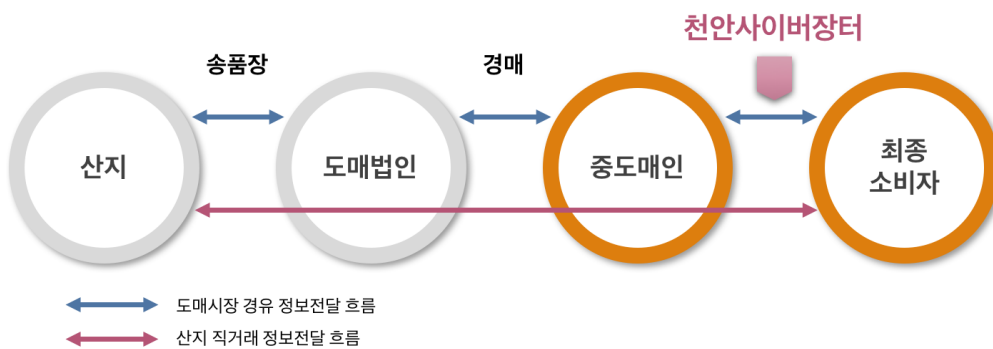 천안사이버장터
송품장
경매
산지
도매법인
중도매인
최종
소비자
도매시장 경유 정보전달 흐름
산지 직거래 정보전달 흐름